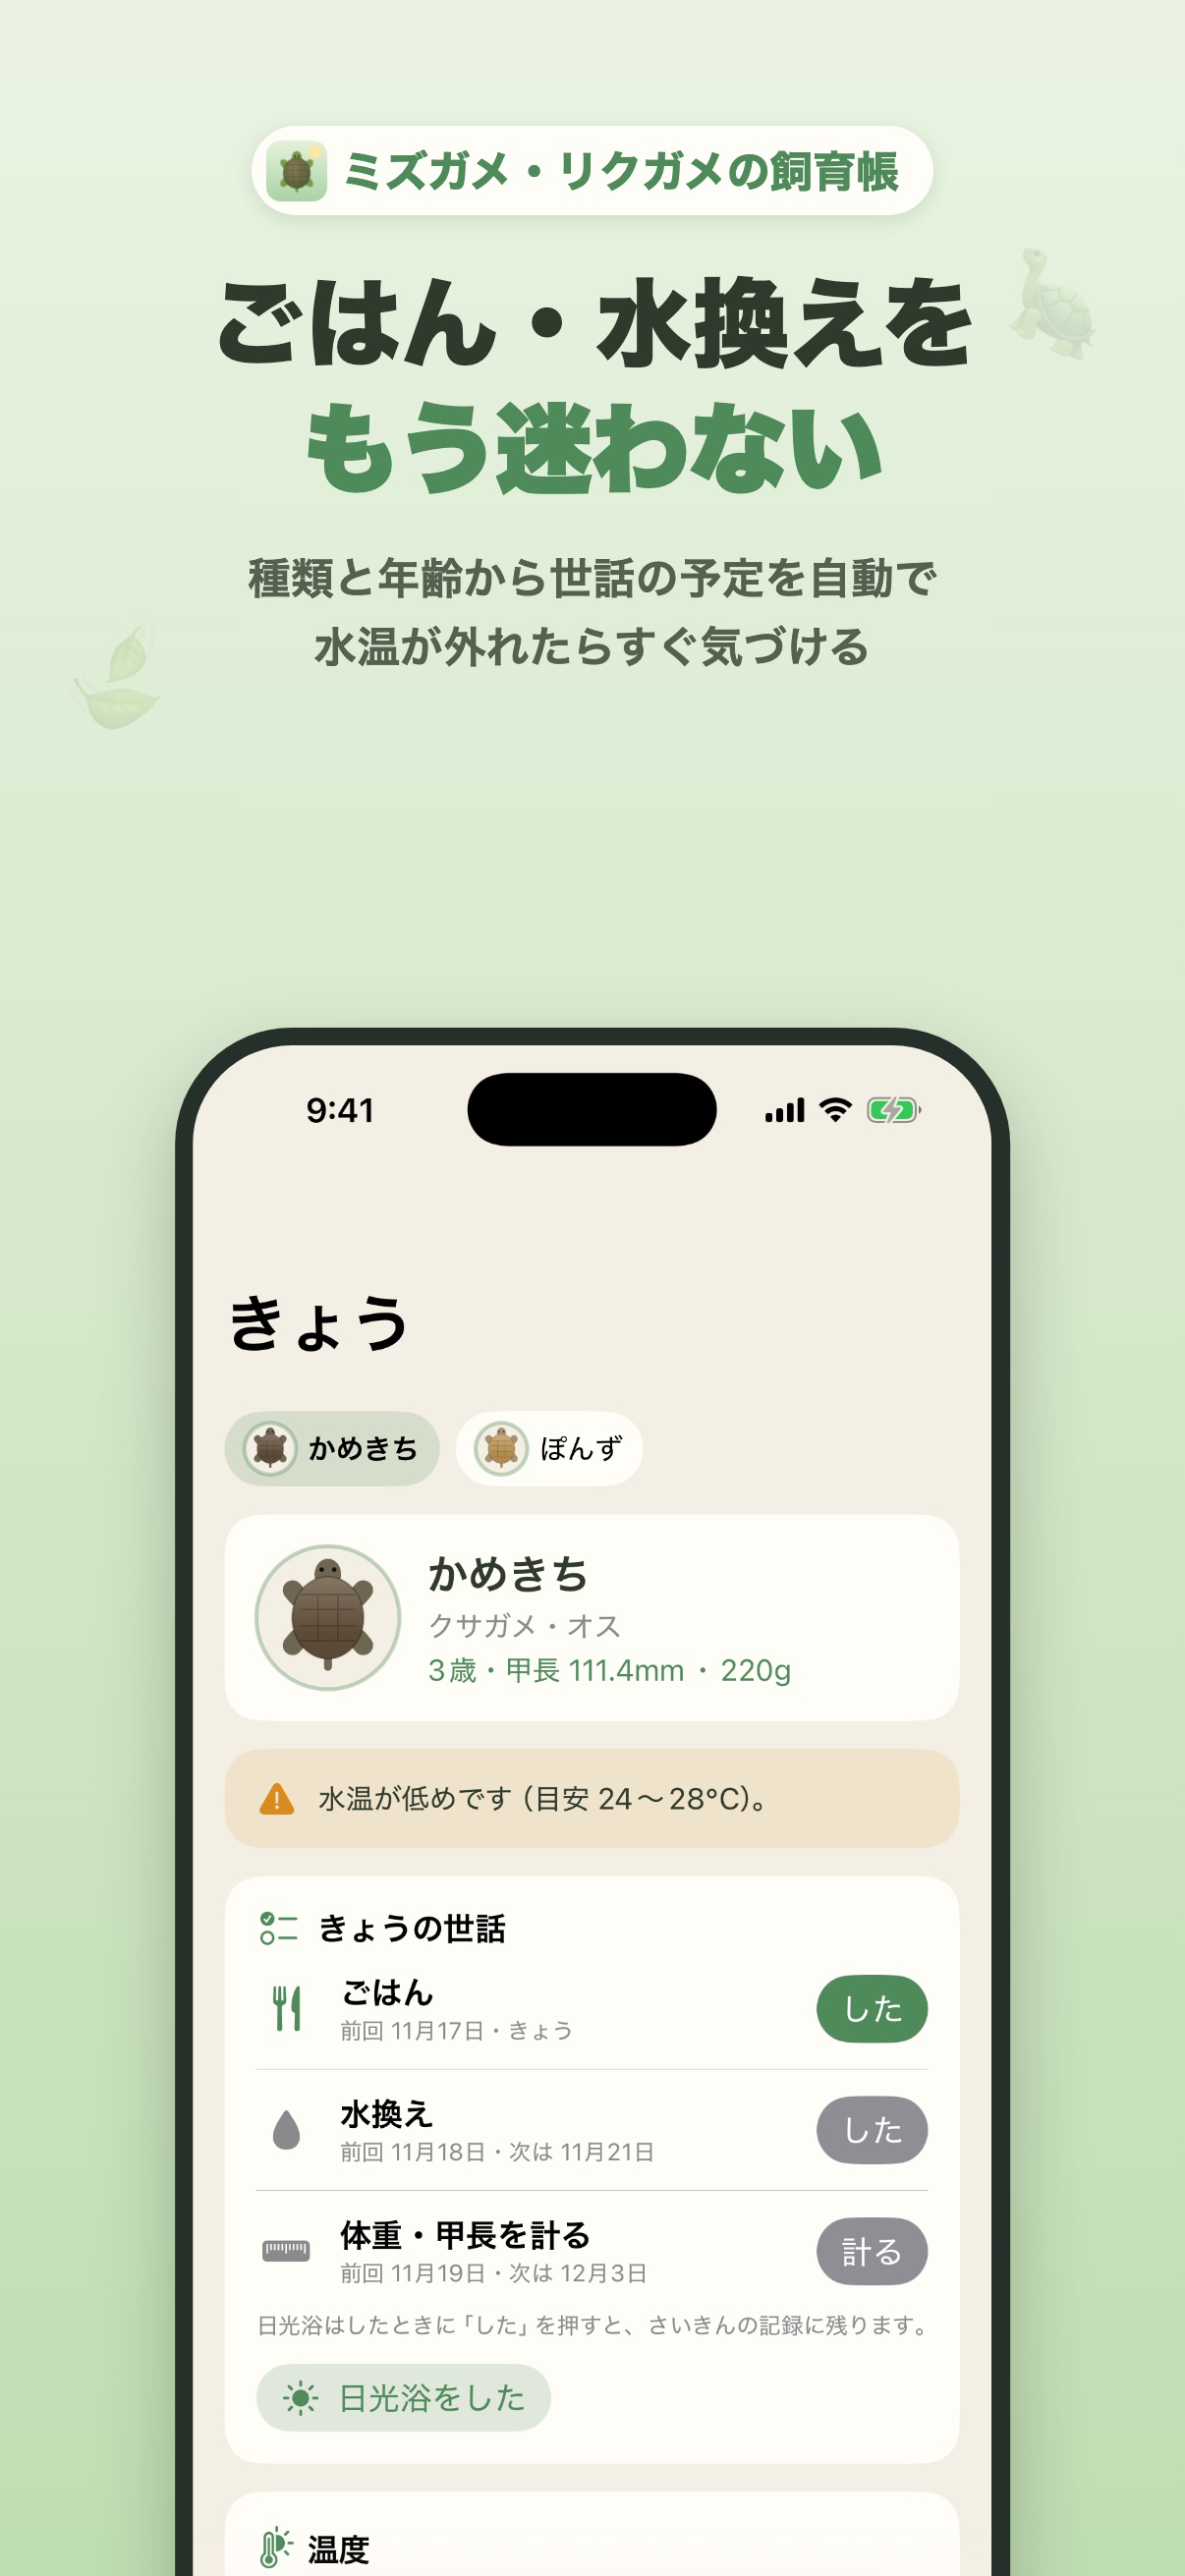 ミズガメ・リクガメの飼育帳
ごはん・水換えを
もう迷わない
種類と年齢から世話の予定を自動で
水温が外れたらすぐ気づける
9:41
きょう
かめきち
ぽんず
かめきち
クサガメ・オス
3歳・甲長 111.4mm・220g
水温が低めです（目安 24～28°C）。
きょうの世話
ごはん
前回 11月17日・きょう
した
水換え
前回 11月18日・次は 11月21日
した
体重・甲長を計る
前回 11月19日・次は 12月3日
計る
日光浴はしたときに「した」を押すと、さいきんの記録に残ります。
日光浴をした
温度